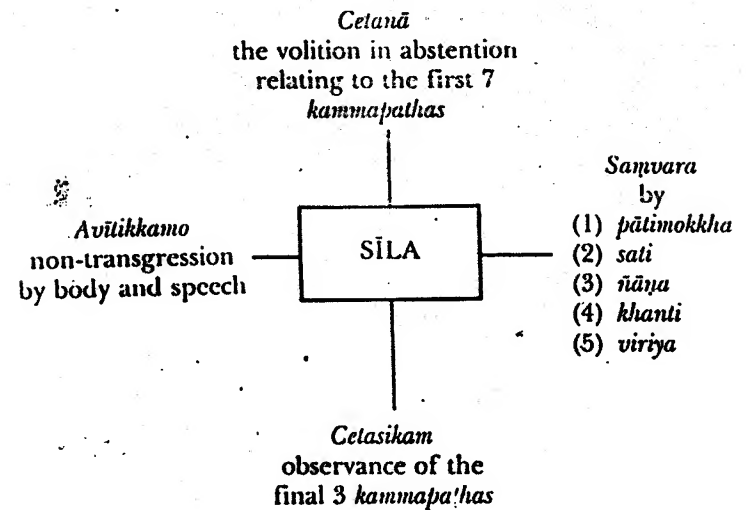 Cetanā
the volition in abstention
relating to the first 7
kammapathas
Saṃvara
by
(1) pātimokkha
(2) sati
(3) ñāṇa
(4) khanti
(5) viriya
Avītikkamo
non-transgression
by body and speech
SĪLA
Cetasikam
observance of the
final 3 kammapathas